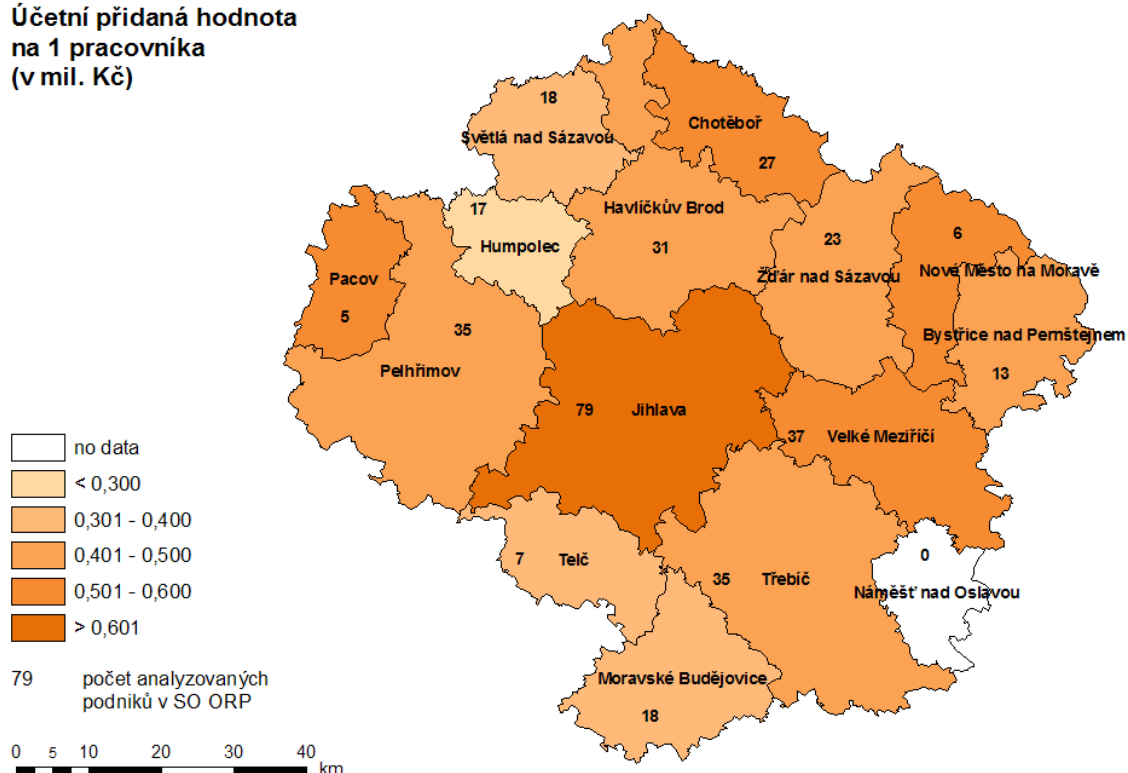 Účetní přidaná hodnota
na 1 pracovníka
(v mil. Kč)
18
Světlá nad Sázavou
Chotěboř
27
17
Humpolec
Havlíčkův Brod
31
23
Žďár nad Sázavou
6
Nové Město na Moravě
Pacov
5
35
Pelhřimov
Bystřice nad Pernštejnem
13
79 Jihlava
37 Velké Meziříčí
7 Telč
35 Třebíč
0
Náměšť nad Oslavou
Moravské Budějovice
18
no data
< 0,300
0,301 - 0,400
0,401 - 0,500
0,501 - 0,600
> 0,601
79 počet analyzovaných
podniků v SO ORP
0 5 10 20 30 40
km